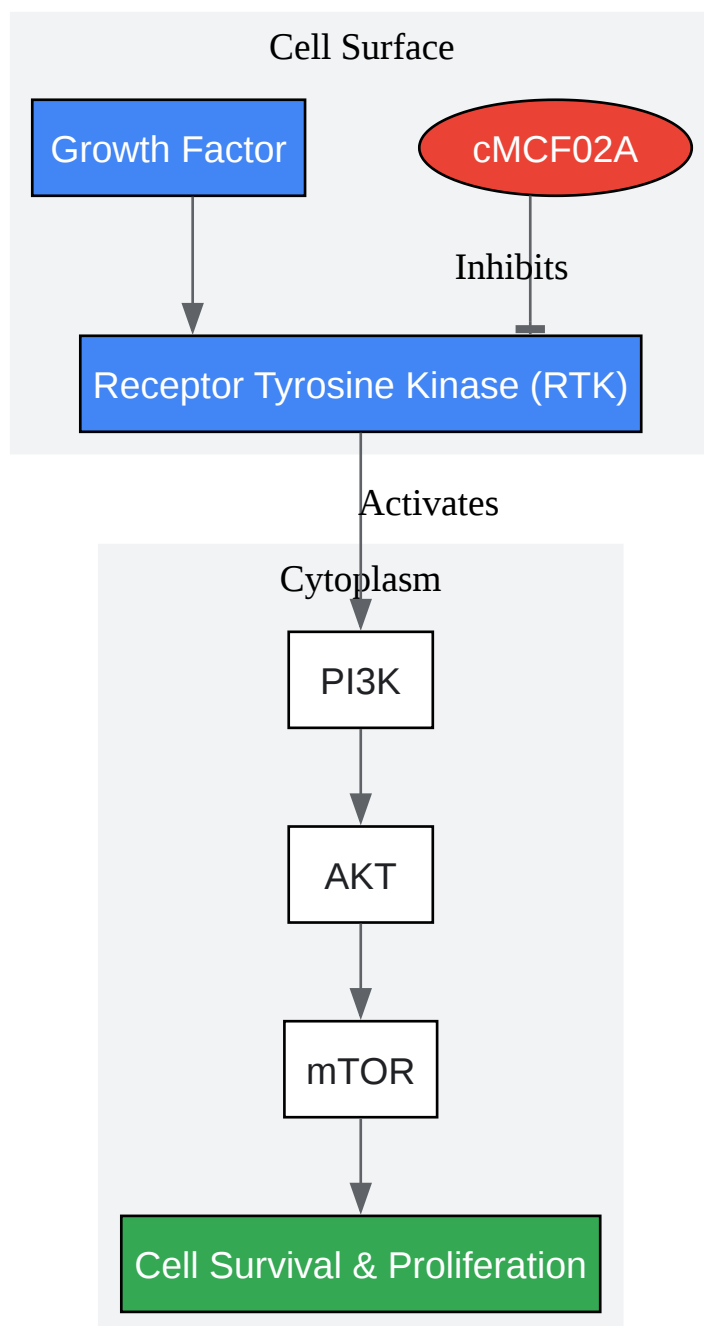 Cell Surface
Growth Factor
cMCF02A
Inhibits
Receptor Tyrosine Kinase (RTK)
Activates
Cytoplasm
PI3K
AKT
mTOR
Cell Survival & Proliferation